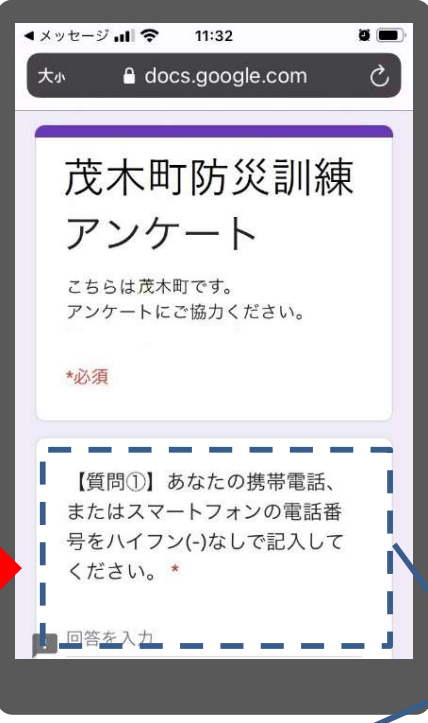 メッセージ 11:32
大小 docs.google.com
茂木町防災訓練
アンケート
こちらは茂木町です。
アンケートにご協力ください。
*必須
【質問①】あなたの携帯電話、
またはスマートフォンの電話番
号をハイフン(-)なしで記入して
ください。 *
回答を入力